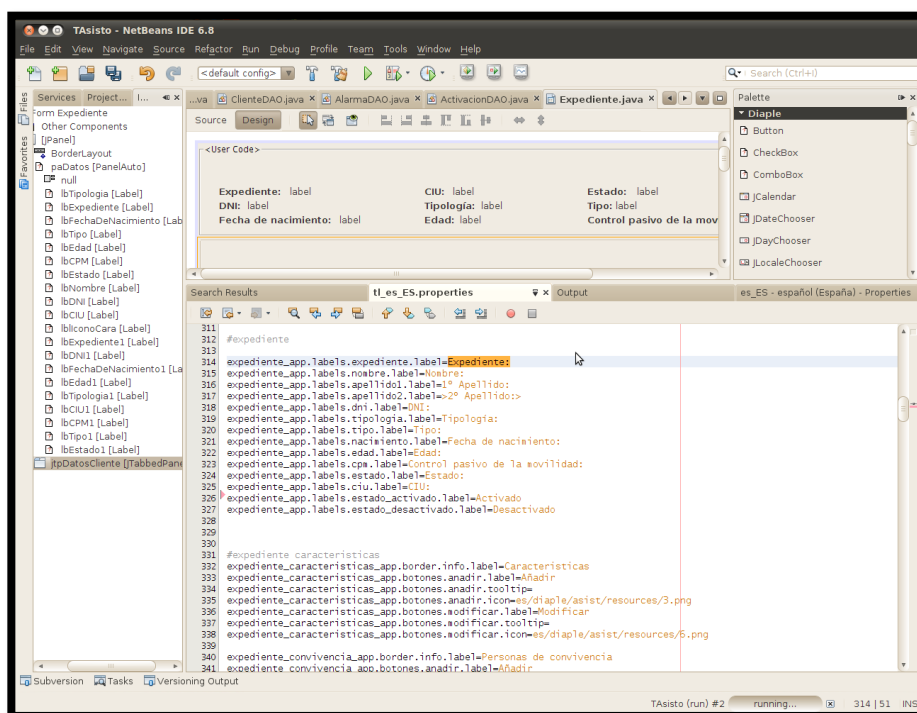 TAsisto - NetBeans IDE 6.8
File Edit View Navigate Source Refactor Run Debug Profile Team Tools Window Help
<default config>
Search (Ctrl+I)
Files
Favorites
Services Project... I...
Form Expediente
Other Components
[JPanel]
BorderLayout
paDatos [PanelAuto]
null
lbTipologia [Label]
lbExpediente [Label]
lbFechaDeNacimiento [Lab
lbTipo [Label]
lbEdad [Label]
lbCPM [Label]
lbEstado [Label]
lbNombre [Label]
lbDNI [Label]
lbCIU [Label]
lbIconoCara [Label]
lbExpediente1 [Label]
lbDNI1 [Label]
lbFechaDeNacimiento1 [La
lbEdad1 [Label]
lbTipologia1 [Label]
lbCIU1 [Label]
lbCPM1 [Label]
lbTipo1 [Label]
lbEstado1 [Label]
jtpDatosCliente [JTabbedPane
...va ClienteDAO.java AlarmaDAO.java ActivacionDAO.java Expediente.java
Source Design
<User Code>
Expediente: label CIU: label Estado: label
DNI: label Tipología: label Tipo: label
Fecha de nacimiento: label Edad: label Control pasivo de la mov
Palette
Diaple
Button
CheckBox
ComboBox
JCalendar
JDateChooser
JDayChooser
JLocaleChooser
Search Results tl_es_ES.properties Output
es_ES - español (España) - Properties
311
312 #expediente
313
314 expediente_app.labels.expediente.label=Expediente:
315 expediente_app.labels.nombre.label=Nombre:
316 expediente_app.labels.apellido1.label=1º Apellido:
317 expediente_app.labels.apellido2.label=>2º Apellido:>
318 expediente_app.labels.dni.label=DNI:
319 expediente_app.labels.tipologia.label=Tipología:
320 expediente_app.labels.tipo.label=Tipo:
321 expediente_app.labels.nacimiento.label=Fecha de nacimiento:
322 expediente_app.labels.edad.label=Edad:
323 expediente_app.labels.cpm.label=Control pasivo de la movilidad:
324 expediente_app.labels.estado.label=Estado:
325 expediente_app.labels.ciu.label=CIU:
326 expediente_app.labels.estado_activado.label=Activado
327 expediente_app.labels.estado_desactivado.label=Desactivado
328
329
330
331 #expediente caracteristicas
332 expediente_caracteristicas_app.border.info.label=Características
333 expediente_caracteristicas_app.botones.anadir.label=Añadir
334 expediente_caracteristicas_app.botones.anadir.tooltip=
335 expediente_caracteristicas_app.botones.anadir.icon=es/diaple/asist/resources/3.png
336 expediente_caracteristicas_app.botones.modificar.label=Modificar
337 expediente_caracteristicas_app.botones.modificar.tooltip=
338 expediente_caracteristicas_app.botones.modificar.icon=es/diaple/asist/resources/6.png
339
340 expediente_convivencia_app.border.info.label=Personas de convivencia
341 expediente_convivencia_app.botones.anadir.label=Añadir
Subversion Tasks Versioning Output
TAsisto (run) #2 running... 314 | 51 INS